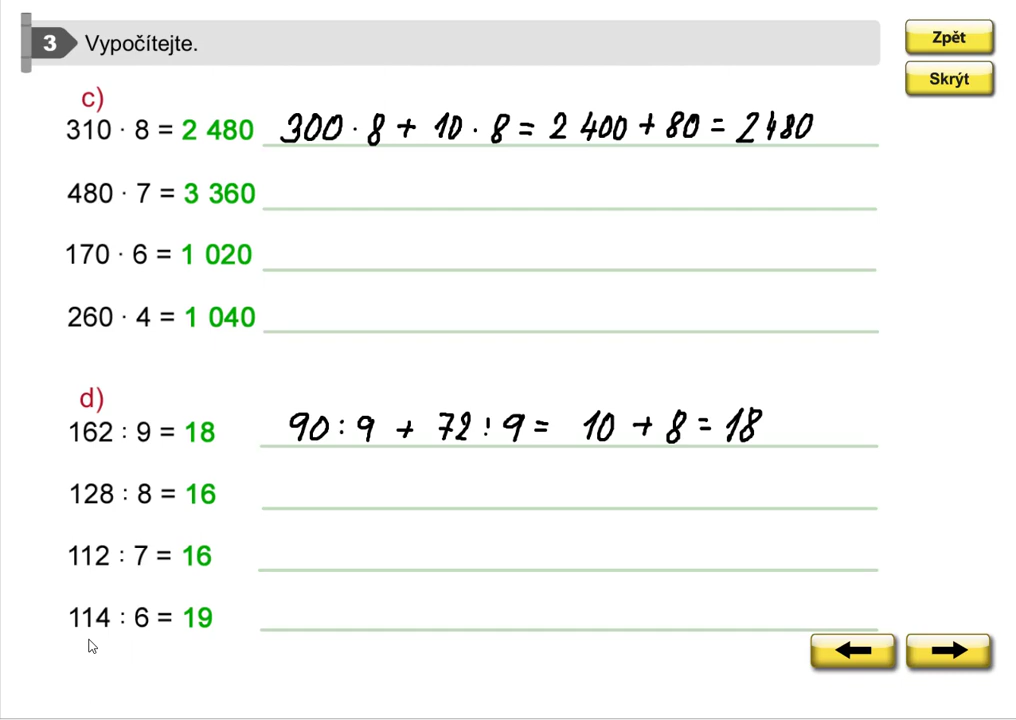 3 Vypočítejte.
Zpět
Skrýt
c)
310 · 8 = 2 480 300 · 8 + 10 · 8 = 2 400 + 80 = 2480
480 · 7 = 3 360
170 · 6 = 1 020
260 · 4 = 1 040
d)
162 : 9 = 18 90 : 9 + 72 : 9 = 10 + 8 = 18
128 : 8 = 16
112 : 7 = 16
114 : 6 = 19